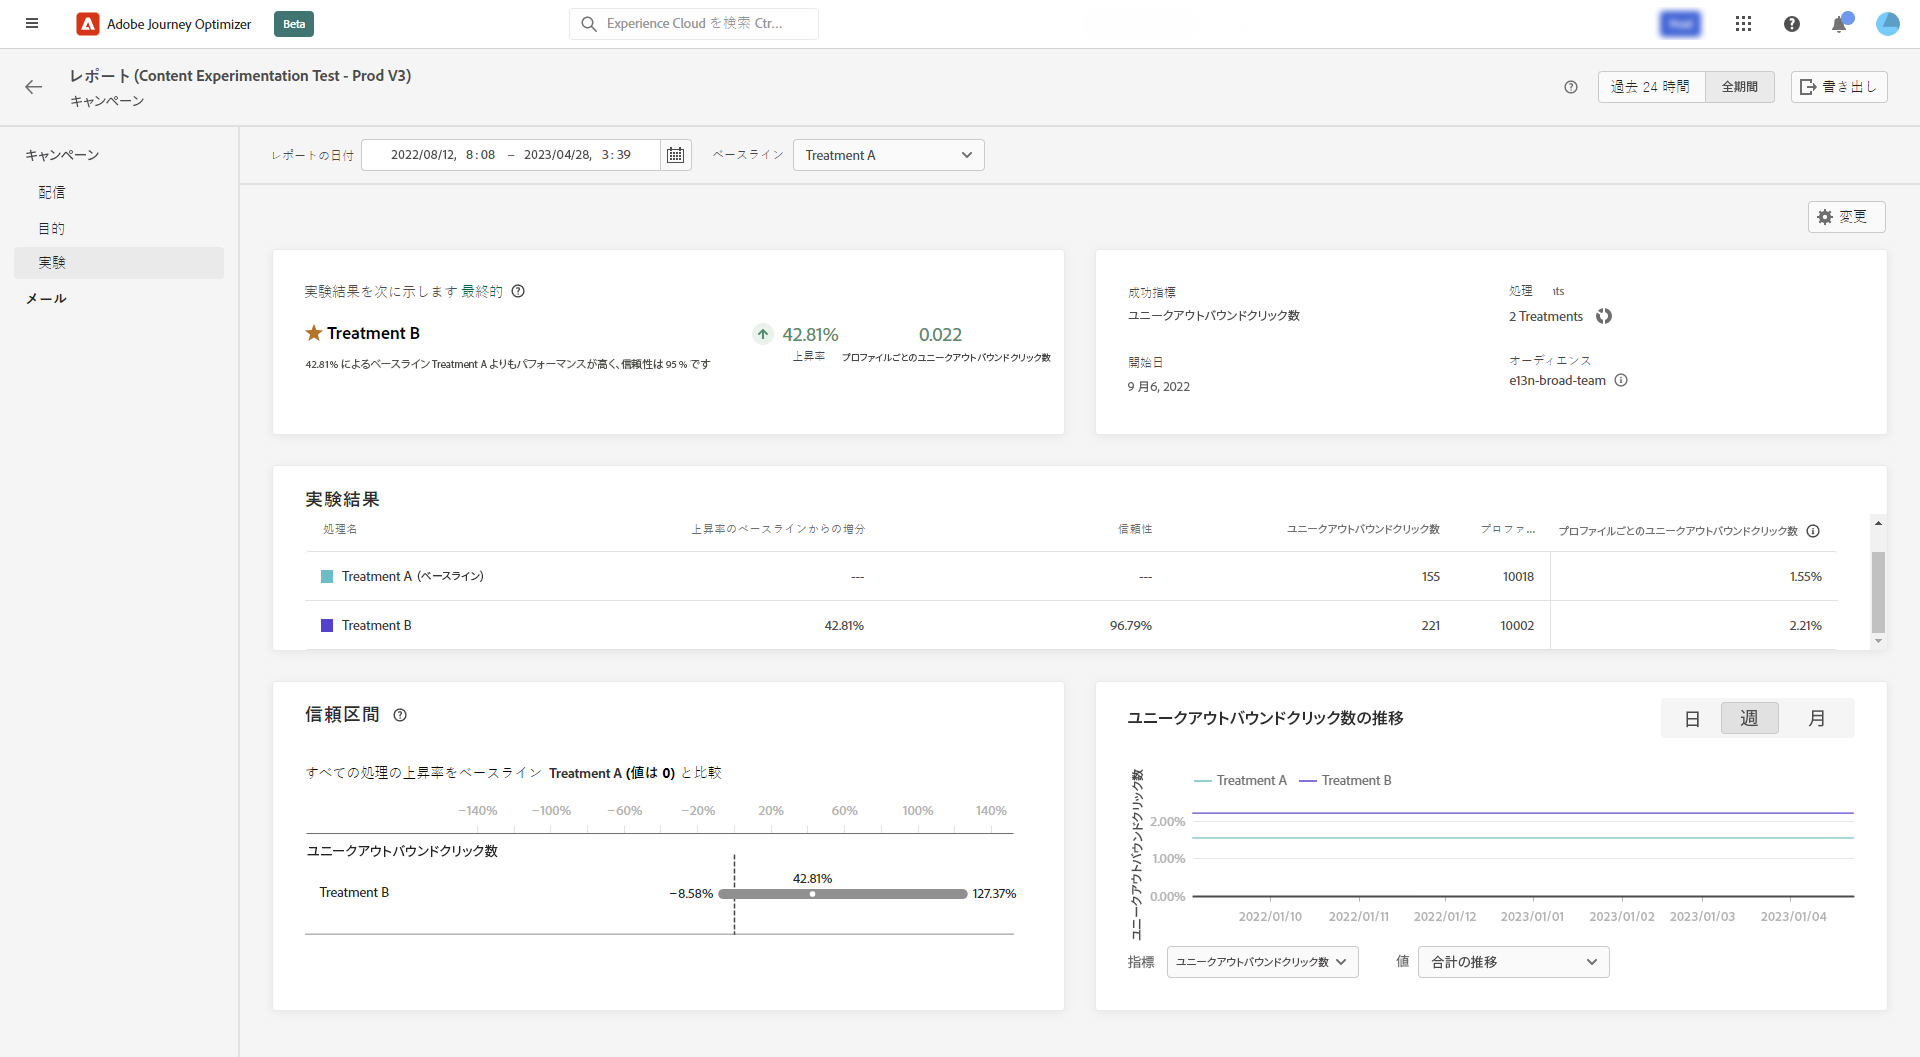 Adobe Journey Optimizer
Beta
Experience Cloud を検索 Ctr...
レポート (Content Experimentation Test - Prod V3)
キャンペーン
過去 24 時間
全期間
書き出し
キャンペーン
配信
目的
実験
メール
レポートの日付
2022/08/12, 8:08 – 2023/04/28, 3:39
ベースライン
Treatment A
変更
実験結果を次に示します 最終的
Treatment B
42.81% によるベースライン Treatment A よりもパフォーマンスが高く、信頼性は 95 % です
42.81%
上昇率
0.022
プロファイルごとのユニークアウトバウンドクリック数
成功指標
ユニークアウトバウンドクリック数
開始日
9 月6, 2022
処理 nts
2 Treatments
オーディエンス
e13n-broad-team
実験結果
処理名 上昇率のベースラインからの増分 信頼性 ユニークアウトバウンドクリック数 プロファ... プロファイルごとのユニークアウトバウンドクリック数
Treatment A (ベースライン) --- --- 155 10018 1.55%
Treatment B 42.81% 96.79% 221 10002 2.21%
信頼区間
すべての処理の上昇率をベースライン Treatment A (値は 0) と比較
−140% −100% −60% −20% 20% 60% 100% 140%
ユニークアウトバウンドクリック数
Treatment B
−8.58%
42.81%
127.37%
ユニークアウトバウンドクリック数の推移
日 週 月
Treatment A Treatment B
ユニークアウトバウンドクリック数
2.00%
1.00%
0.00%
2022/01/10 2022/01/11 2022/01/12 2023/01/01 2023/01/02 2023/01/03 2023/01/04
指標
ユニークアウトバウンドクリック数
値
合計の推移